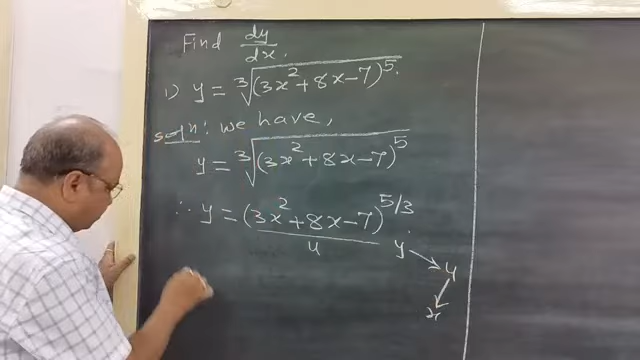 Find dy/dx.
1) y = ∛(3x²+8x-7)⁵.
solⁿ: we have,
y = ∛(3x²+8x-7)⁵
∴ y = (3x²+8x-7)^5/3
u
y → u
x